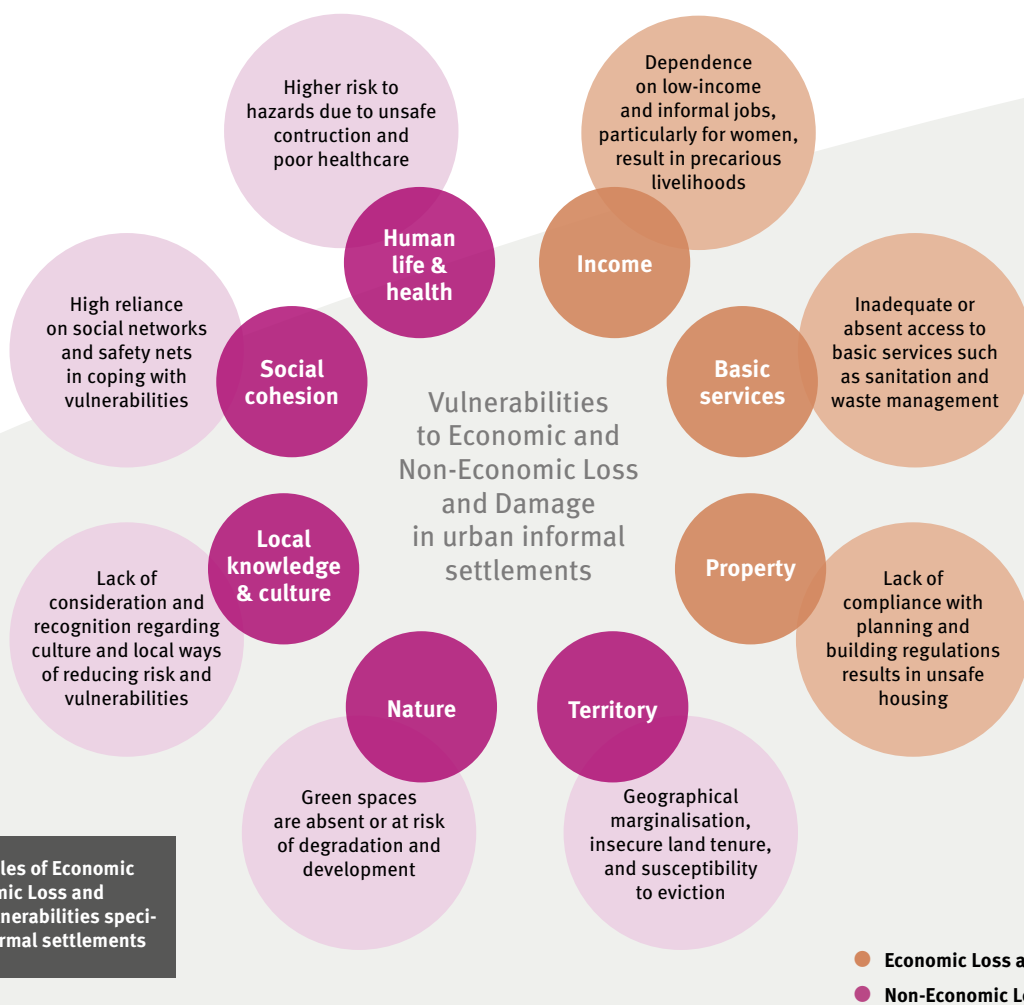 Higher risk to
hazards due to unsafe
contruction and
poor healthcare
Human
life &
health
Dependence
on low-income
and informal jobs,
particularly for women,
result in precarious
livelihoods
Income
High reliance
on social networks
and safety nets
in coping with
vulnerabilities
Social
cohesion
Inadequate or
absent access to
basic services such
as sanitation and
waste management
Basic
services
Vulnerabilities
to Economic and
Non-Economic Loss
and Damage
in urban informal
settlements
Lack of
consideration and
recognition regarding
culture and local ways
of reducing risk and
vulnerabilities
Local
knowledge
& culture
Property
Lack of
compliance with
planning and
building regulations
results in unsafe
housing
Nature
Green spaces
are absent or at risk
of degradation and
development
Territory
Geographical
marginalisation,
insecure land tenure,
and susceptibility
to eviction
les of Economic
mic Loss and
nerabilities speci-
rmal settlements
Economic Loss a
Non-Economic Lo